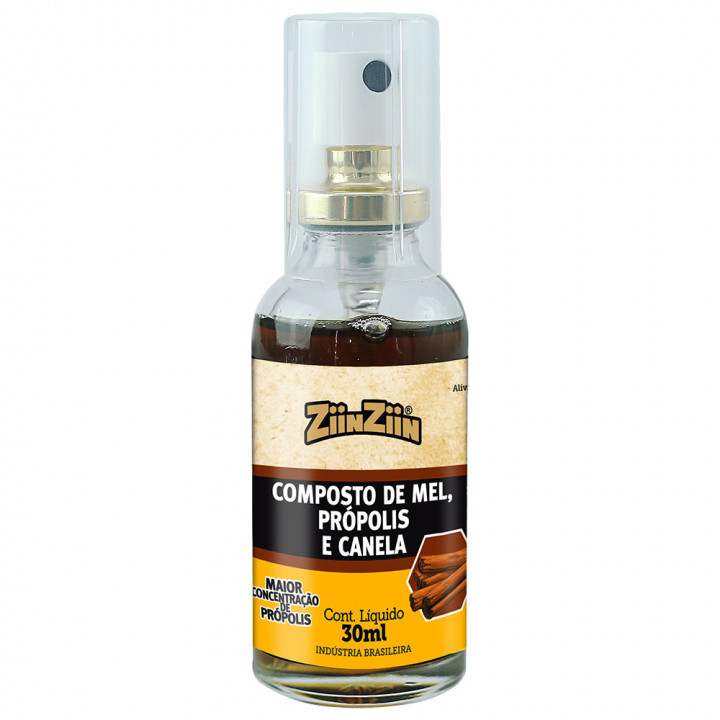 ZiinZiin®
COMPOSTO DE MEL,
PRÓPOLIS
E CANELA
MAIOR
CONCENTRAÇÃO
DE
PRÓPOLIS
Cont. Líquido
30ml
INDÚSTRIA BRASILEIRA